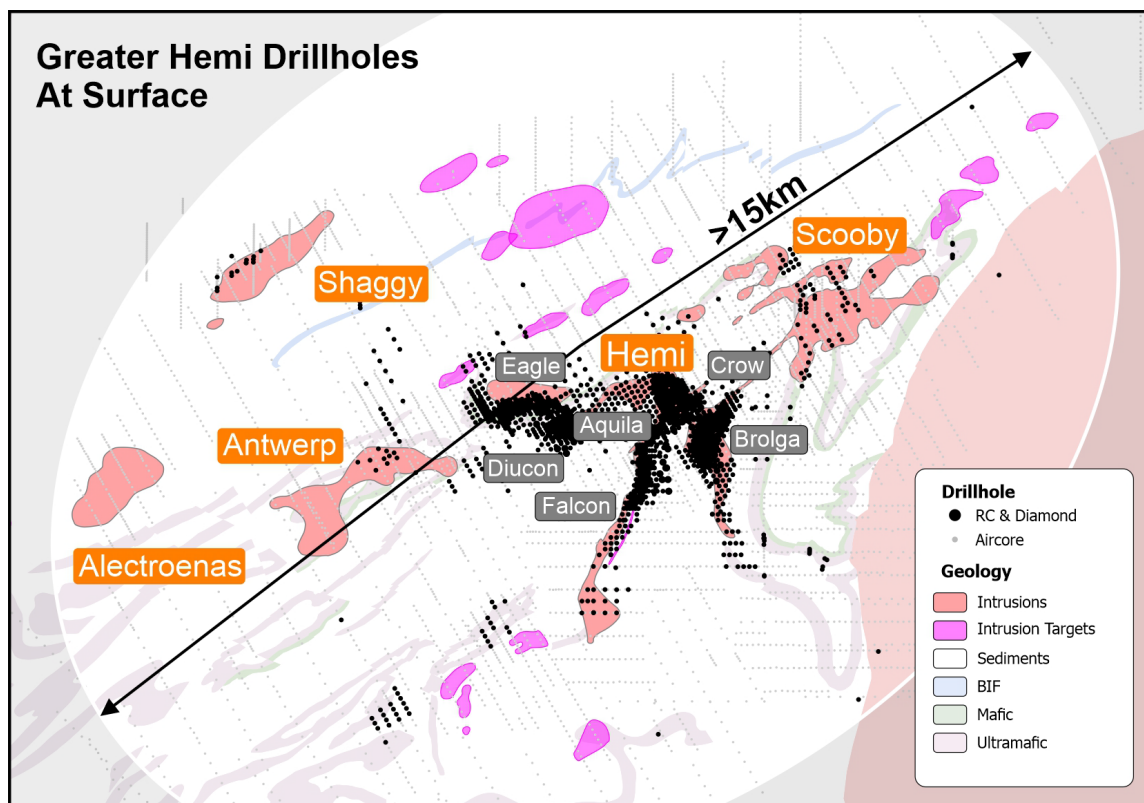 Greater Hemi Drillholes
At Surface
>15km
Scooby
Shaggy
Hemi
Eagle
Crow
Aquila
Brolga
Antwerp
Diucon
Falcon
Alectroenas
Drillhole
RC & Diamond
Aircore
Geology
Intrusions
Intrusion Targets
Sediments
BIF
Mafic
Ultramafic